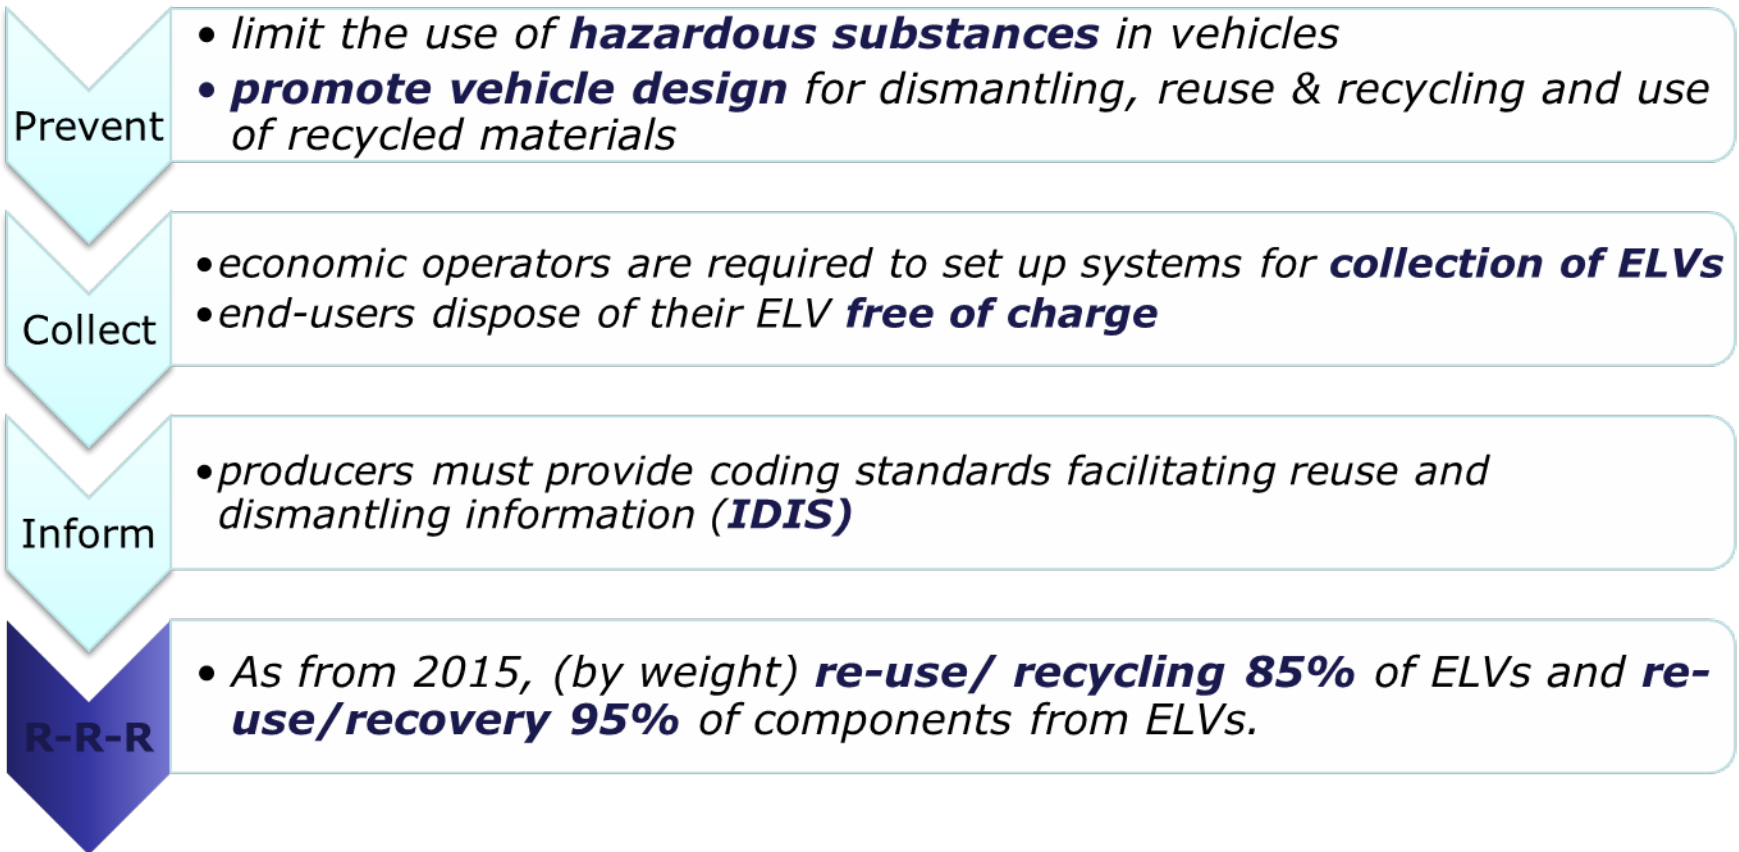 Prevent
• limit the use of hazardous substances in vehicles
• promote vehicle design for dismantling, reuse & recycling and use
of recycled materials
Collect
•economic operators are required to set up systems for collection of ELVs
•end-users dispose of their ELV free of charge
Inform
•producers must provide coding standards facilitating reuse and
dismantling information (IDIS)
R-R-R
• As from 2015, (by weight) re-use/ recycling 85% of ELVs and re-
use/recovery 95% of components from ELVs.